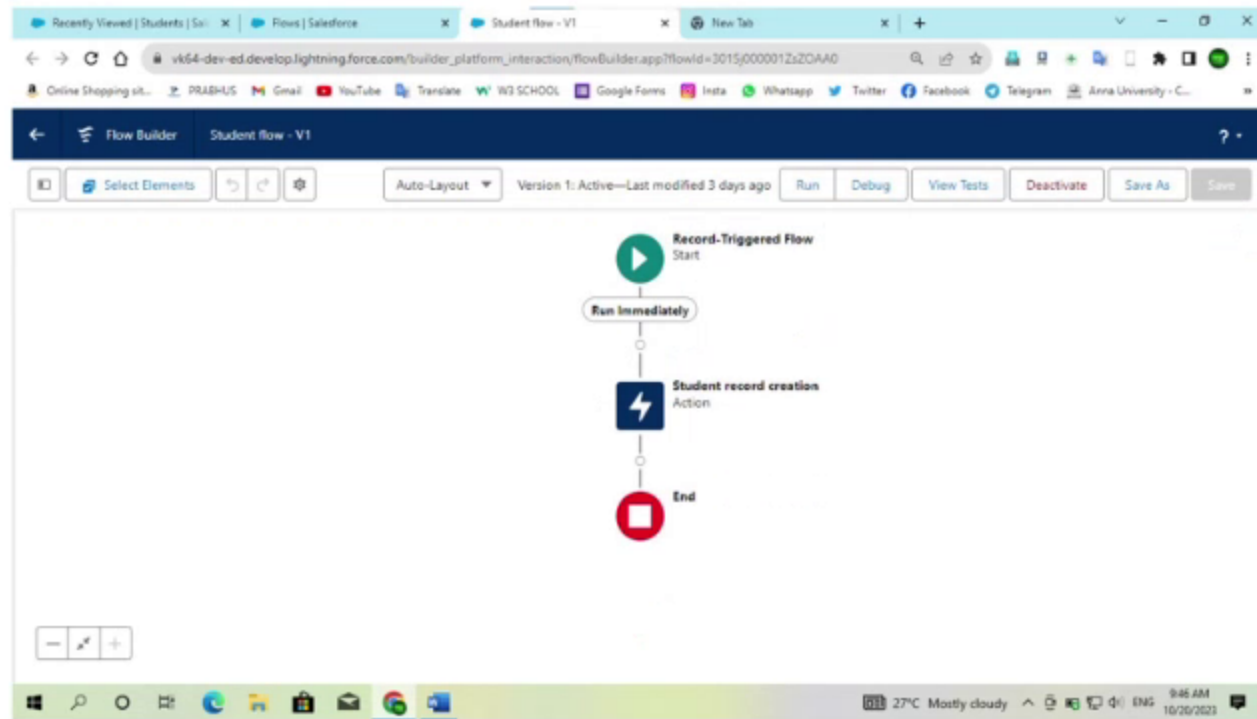 Recently Viewed | Students | Sal
Flows | Salesforce
Student flow - V1
New Tab
vk64-dev-ed.develop.lightning.force.com/builder_platform_interaction/flowBuilder.app?flowId=3015j000001ZsZOAA0
Online Shopping sit...
PRABHUS
Gmail
YouTube
Translate
W3 SCHOOL
Google Forms
Insta
Whatsapp
Twitter
Facebook
Telegram
Anna University - C...
Flow Builder
Student flow - V1
?
Select Elements
Auto-Layout
Version 1: Active—Last modified 3 days ago
Run
Debug
View Tests
Deactivate
Save As
Save
Record-Triggered Flow
Start
Run Immediately
Student record creation
Action
End
27°C Mostly cloudy
ENG
9:46 AM
10/20/2023